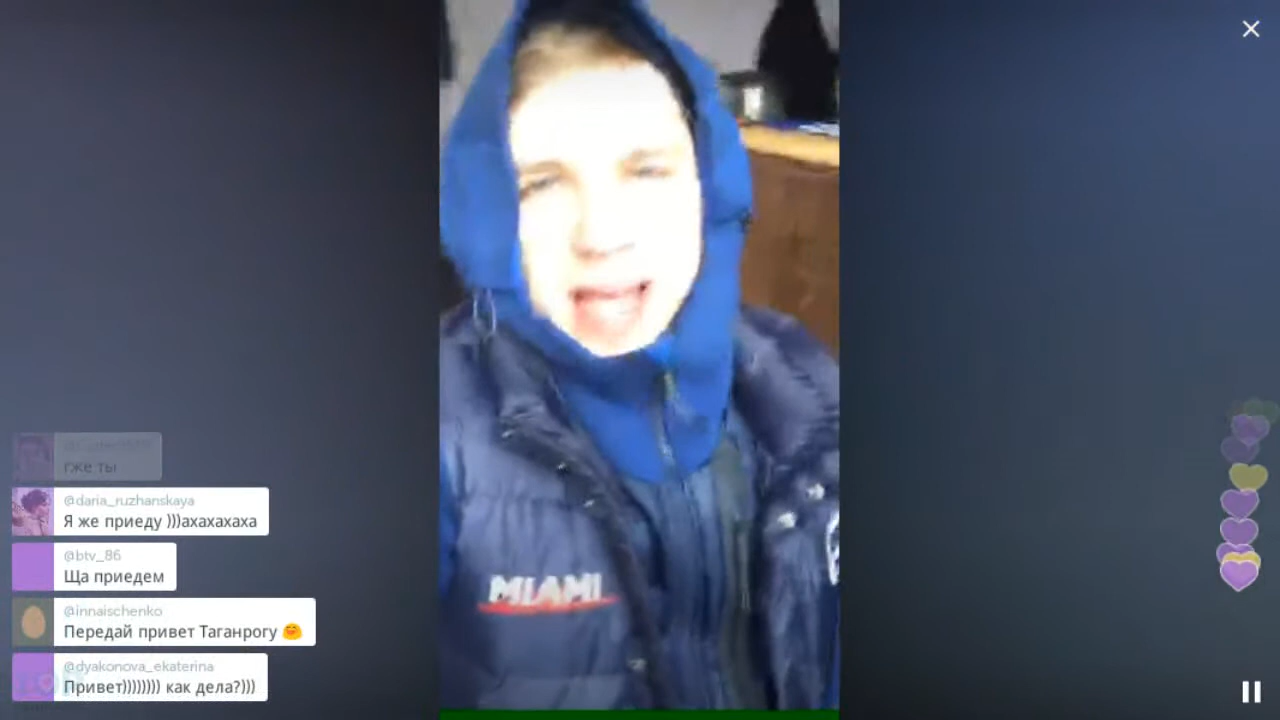 гже ты
@daria_ruzhanskaya
Я же приеду )))ахахахаха
@btv_86
Ща приедем
@innaischenko
Передай привет Таганрогу
@dyakonova_ekaterina
Привет)))))))) как дела?)))
MIAMI